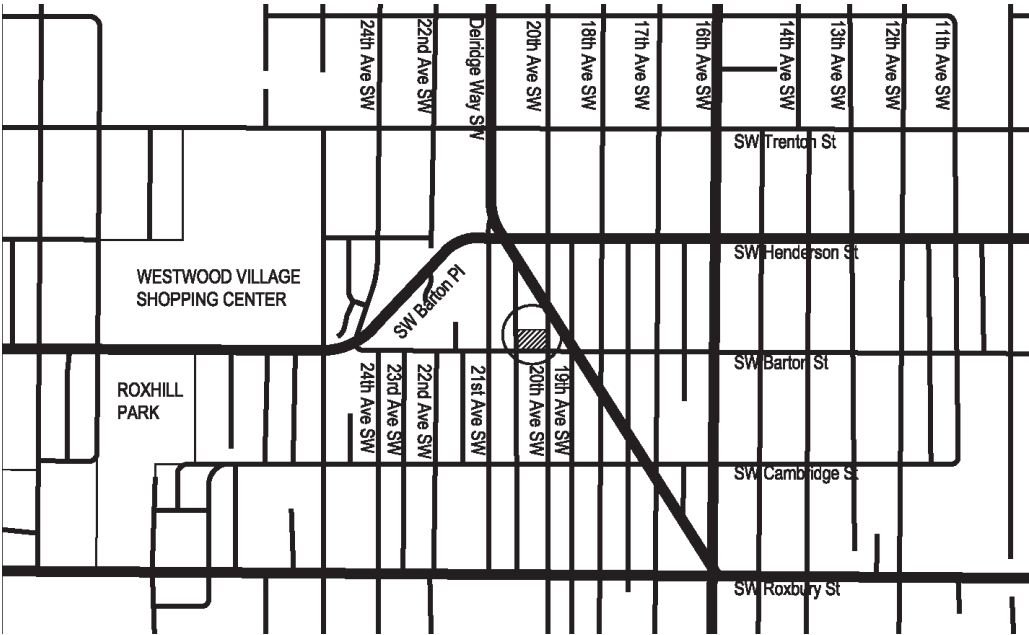 24th Ave SW
22nd Ave SW
Delridge Way SW
20th Ave SW
18th Ave SW
17th Ave SW
16th Ave SW
14th Ave SW
13th Ave SW
12th Ave SW
11th Ave SW
SW Trenton St
SW Henderson St
WESTWOOD VILLAGE
SHOPPING CENTER
SW Barton Pl
SW Barton St
ROXHILL
PARK
24th Ave SW
23rd Ave SW
22nd Ave SW
21st Ave SW
20th Ave SW
19th Ave SW
SW Cambridge St
SW Roxbury St